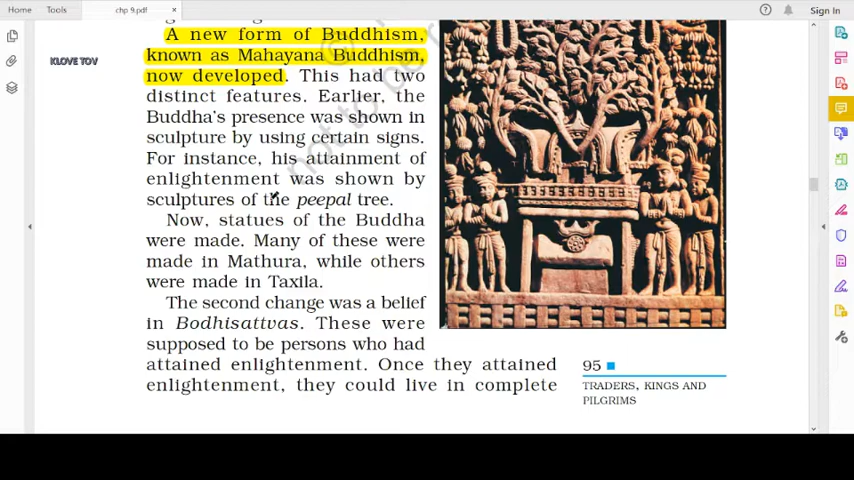 Home Tools chp 9.pdf × Sign In
KLOVE TOV
A new form of Buddhism,
known as Mahayana Buddhism,
now developed. This had two
distinct features. Earlier, the
Buddha's presence was shown in
sculpture by using certain signs.
For instance, his attainment of
enlightenment was shown by
sculptures of the peepal tree.
Now, statues of the Buddha
were made. Many of these were
made in Mathura, while others
were made in Taxila.
The second change was a belief
in Bodhisattvas. These were
supposed to be persons who had
attained enlightenment. Once they attained
enlightenment, they could live in complete
95
TRADERS, KINGS AND
PILGRIMS
not to be r